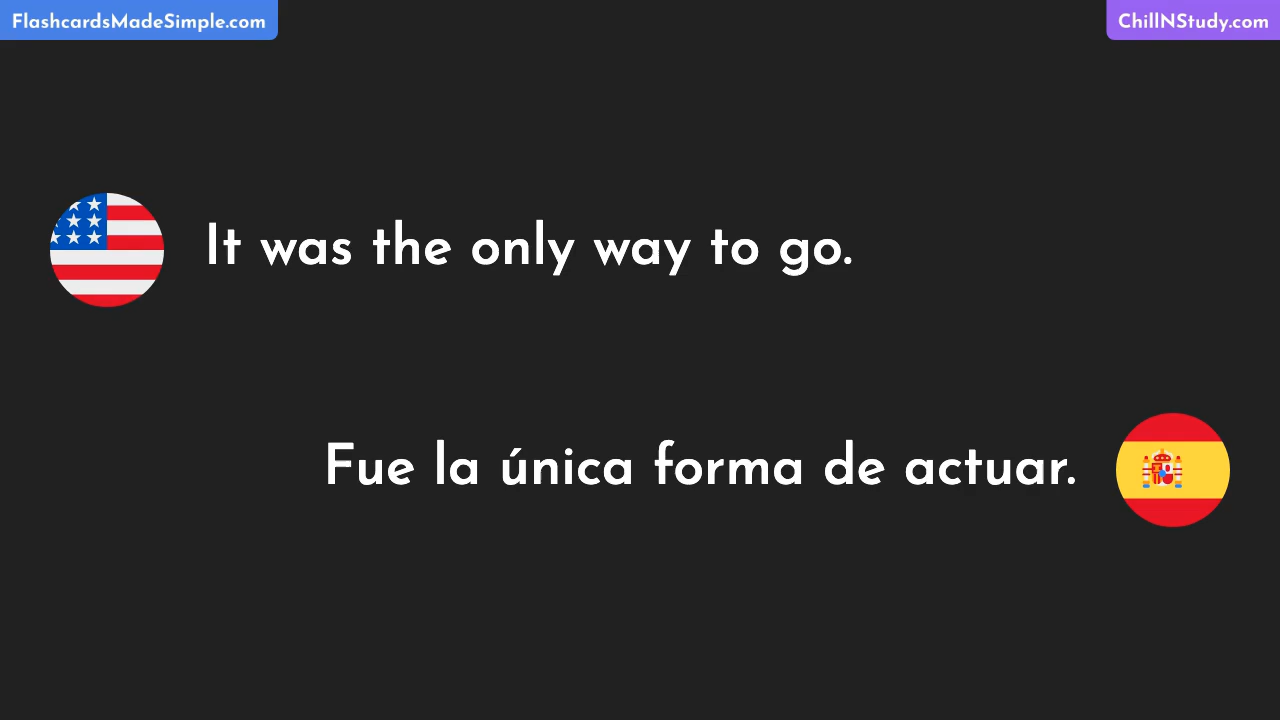 FlashcardsMadeSimple.com
ChillNStudy.com
It was the only way to go.
Fue la única forma de actuar.